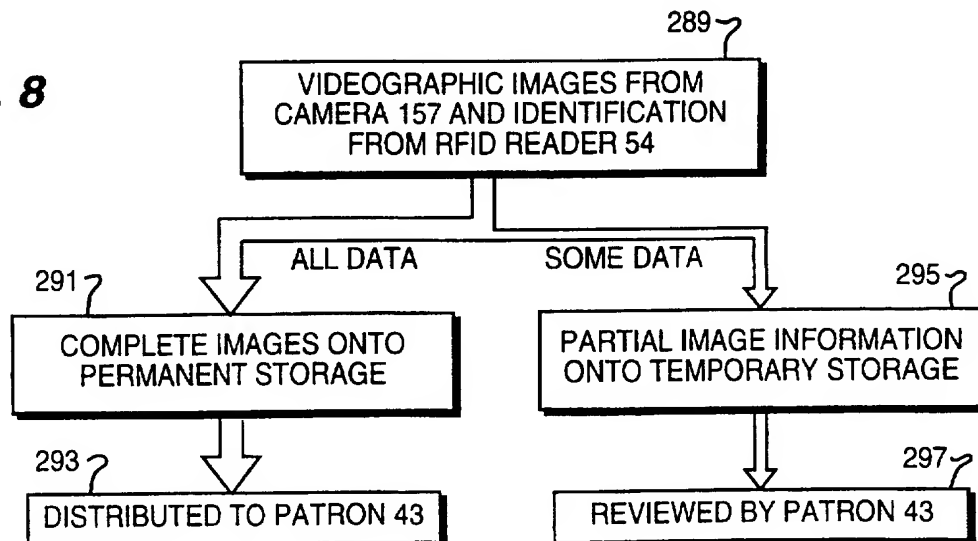 8
289
VIDEOGRAPHIC IMAGES FROM
CAMERA 157 AND IDENTIFICATION
FROM RFID READER 54
ALL DATA
SOME DATA
291
COMPLETE IMAGES ONTO
PERMANENT STORAGE
295
PARTIAL IMAGE INFORMATION
ONTO TEMPORARY STORAGE
293
DISTRIBUTED TO PATRON 43
297
REVIEWED BY PATRON 43